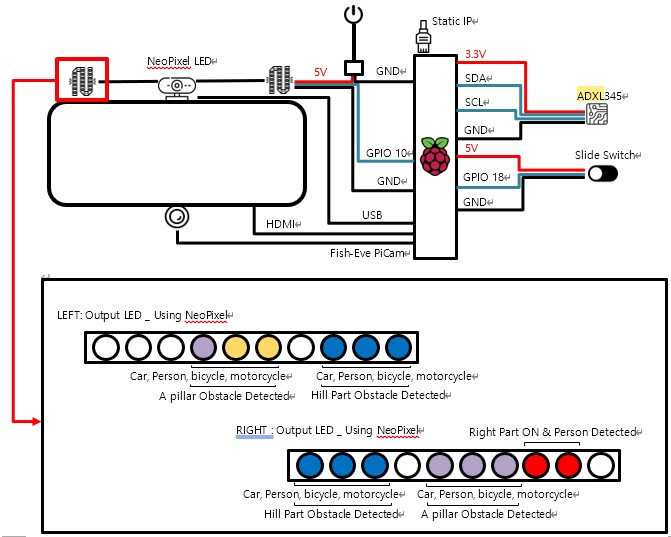 Static IP
NeoPixel LED
5V
GND
3.3V
SDA
SCL
ADXL345
GND
GPIO 10
5V
Slide Switch
GND
GPIO 18
GND
USB
HDMI
Fish-Eye PiCam
LEFT: Output LED _ Using NeoPixel
Car, Person, bicycle, motorcycle
Car, Person, bicycle, motorcycle
A pillar Obstacle Detected
Hill Part Obstacle Detected
RIGHT : Output LED _ Using NeoPixel
Right Part ON & Person Detected
Car, Person, bicycle, motorcycle
Car, Person, bicycle, motorcycle
Hill Part Obstacle Detected
A pillar Obstacle Detected